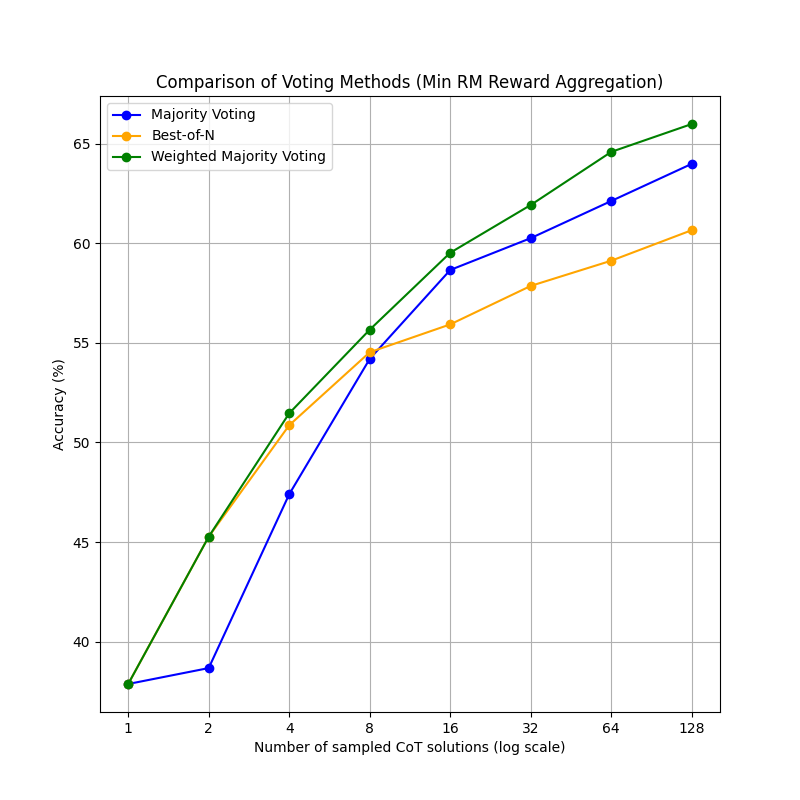 Comparison of Voting Methods (Min RM Reward Aggregation)
Majority Voting
Best-of-N
Weighted Majority Voting
Accuracy (%)
65
60
55
50
45
40
1 2 4 8 16 32 64 128
Number of sampled CoT solutions (log scale)